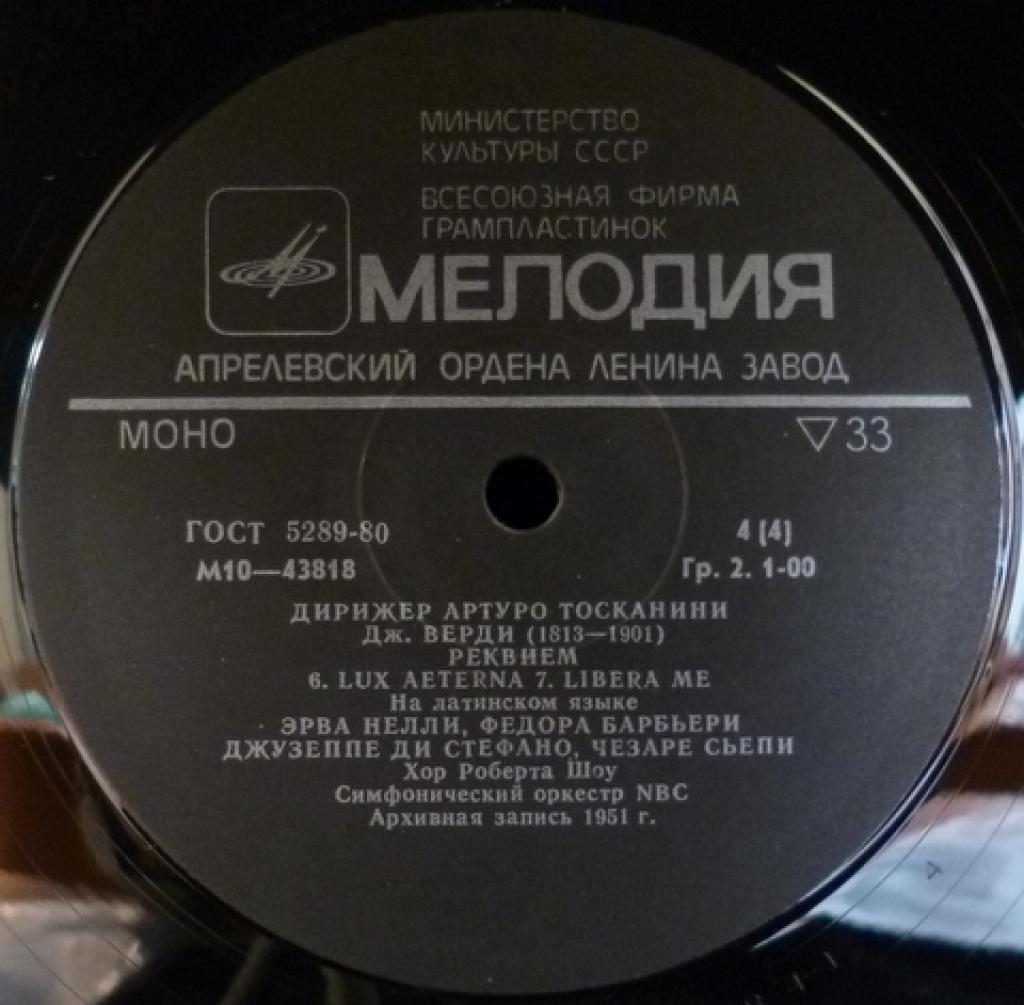 МИНИСТЕРСТВО
КУЛЬТУРЫ СССР
ВСЕСОЮЗНАЯ ФИРМА
ГРАМПЛАСТИНОК
МЕЛОДИЯ
АПРЕЛЕВСКИЙ ОРДЕНА ЛЕНИНА ЗАВОД
МОНО ▽33
ГОСТ 5289-80 4 (4)
М10—43818 Гр. 2. 1-00
ДИРИЖЕР АРТУРО ТОСКАНИНИ
Дж. ВЕРДИ (1813—1901)
РЕКВИЕМ
6. LUX AETERNA 7. LIBERA ME
На латинском языке
ЭРВА НЕЛЛИ, ФЕДОРА БАРБЬЕРИ
ДЖУЗЕППЕ ДИ СТЕФАНО, ЧЕЗАРЕ СЬЕПИ
Хор Роберта Шоу
Симфонический оркестр NBC
Архивная запись 1951 г.